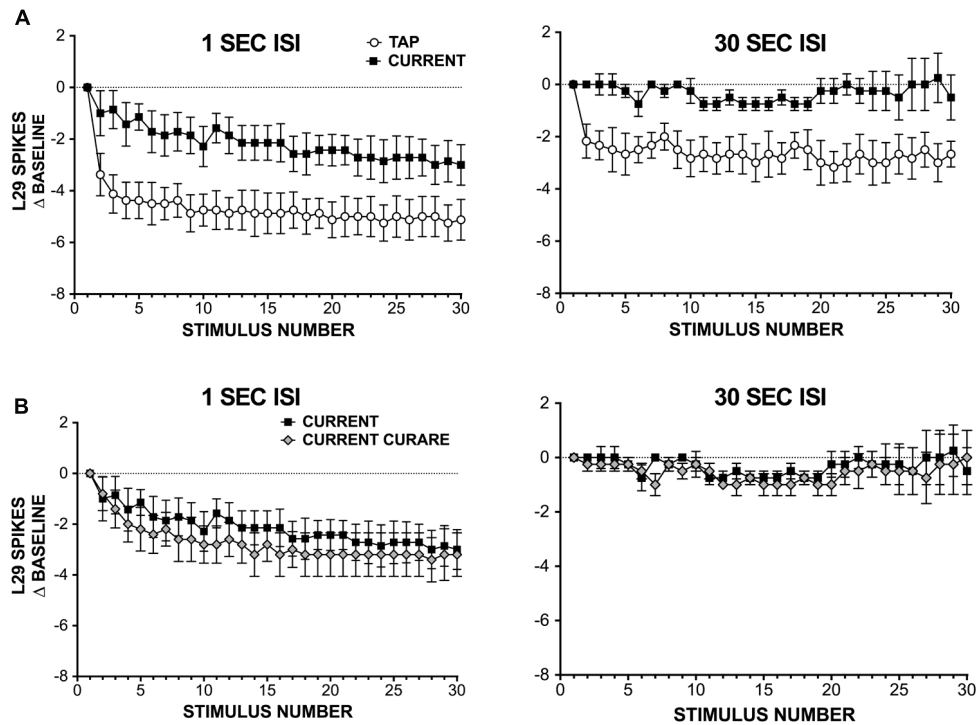 A
1 SEC ISI
TAP
CURRENT
L29 SPIKES
Δ BASELINE
2
0
-2
-4
-6
-8
0 5 10 15 20 25 30
STIMULUS NUMBER
30 SEC ISI
2
0
-2
-4
-6
-8
0 5 10 15 20 25 30
STIMULUS NUMBER
B
1 SEC ISI
CURRENT
CURRENT CURARE
L29 SPIKES
Δ BASELINE
2
0
-2
-4
-6
-8
0 5 10 15 20 25 30
STIMULUS NUMBER
30 SEC ISI
2
0
-2
-4
-6
-8
0 5 10 15 20 25 30
STIMULUS NUMBER